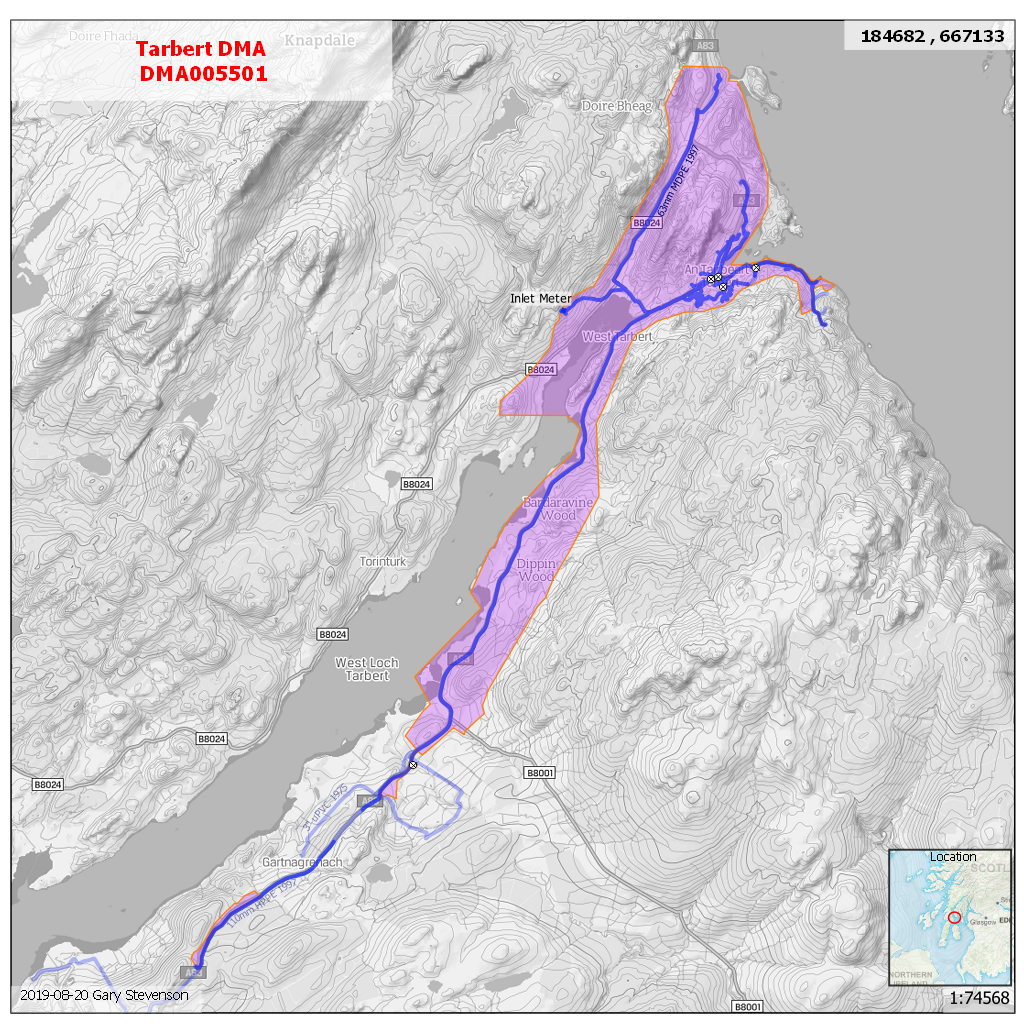 Tarbert DMA
DMA005501
184682 , 667133
Doire Fhada
Knapdale
A83
Doire Bheag
63mm MDPE 1997
B8024
A83
An Tairbeart
Inlet Meter
West Tarbert
B8024
B8024
Bardaravine
Wood
Dippin
Wood
Torinturk
B8024
A83
West Loch
Tarbert
B8024
B8024
B8001
A83
3" uPVC 1975
Gartnagrenach
110mm HPPE 1997
A83
2019-08-20 Gary Stevenson
B8001
Location
SCOTL
Glasgow
EDI
NORTHERN
IRELAND
1:74568